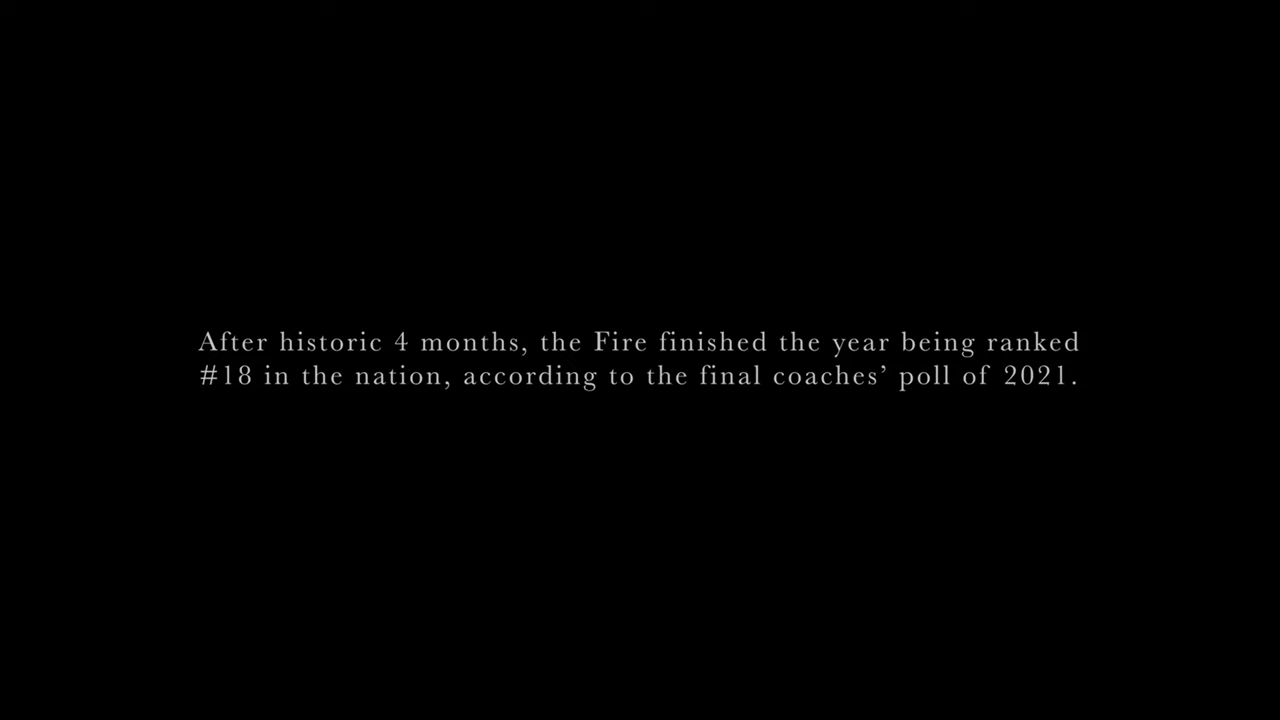 After historic 4 months, the Fire finished the year being ranked
#18 in the nation, according to the final coaches’ poll of 2021.